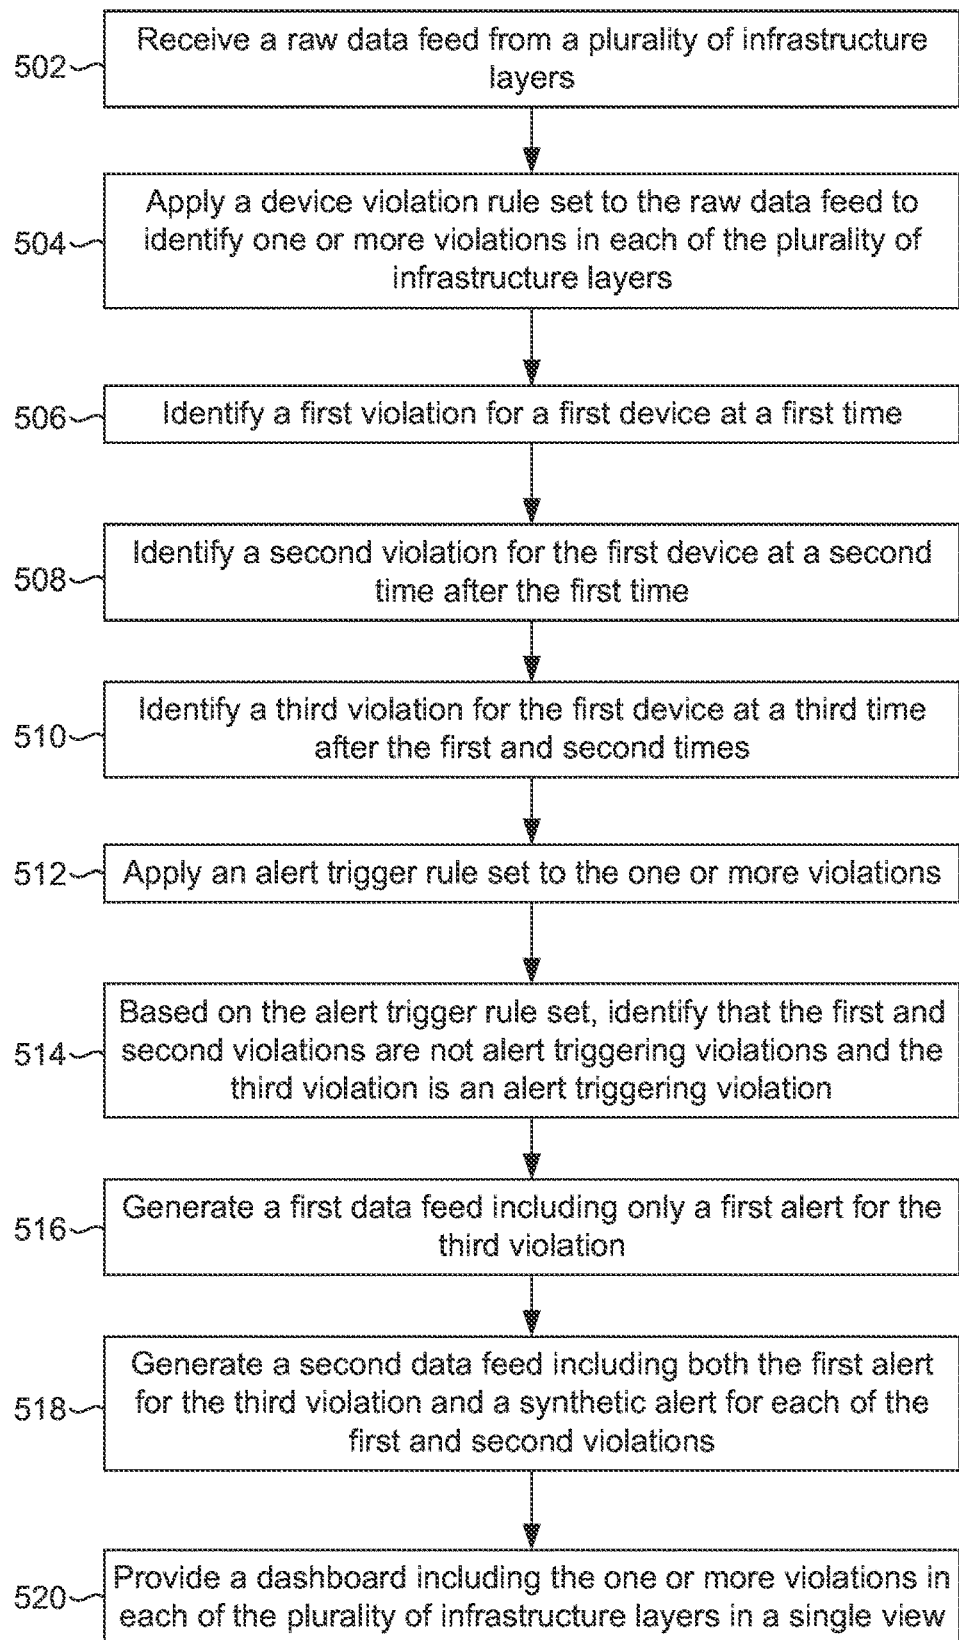 Receive a raw data feed from a plurality of infrastructure
502
layers
Apply a device violation rule set to the raw data feed to
504
identify one or more violations in each of the plurality of
infrastructure layers
506
Identify a first violation for a first device at a first time
Identify a second violation for the first device at a second
508
time after the first time
Identify a third violation for the first device at a third time
510
after the first and second times
512
Apply an alert trigger rule set to the one or more violations
Based on the alert trigger rule set, identify that the first and
514
second violations are not alert triggering violations and the
third violation is an alert triggering violation
Generate a first data feed including only a first alert for the
516
third violation
Generate a second data feed including both the first alert
518
for the third violation and a synthetic alert for each of the
first and second violations
Provide a dashboard including the one or more violations in
520
each of the plurality of infrastructure layers in a single view